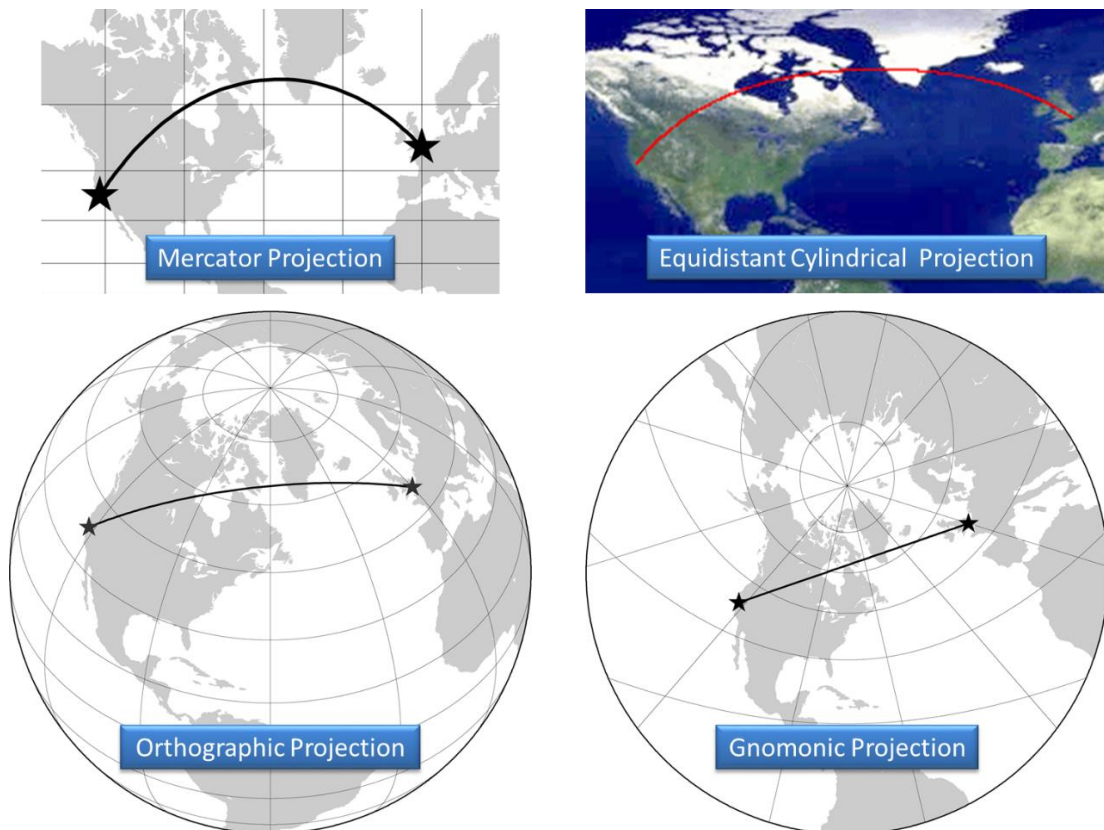 Mercator Projection
Equidistant Cylindrical  Projection
Orthographic Projection
Gnomonic Projection